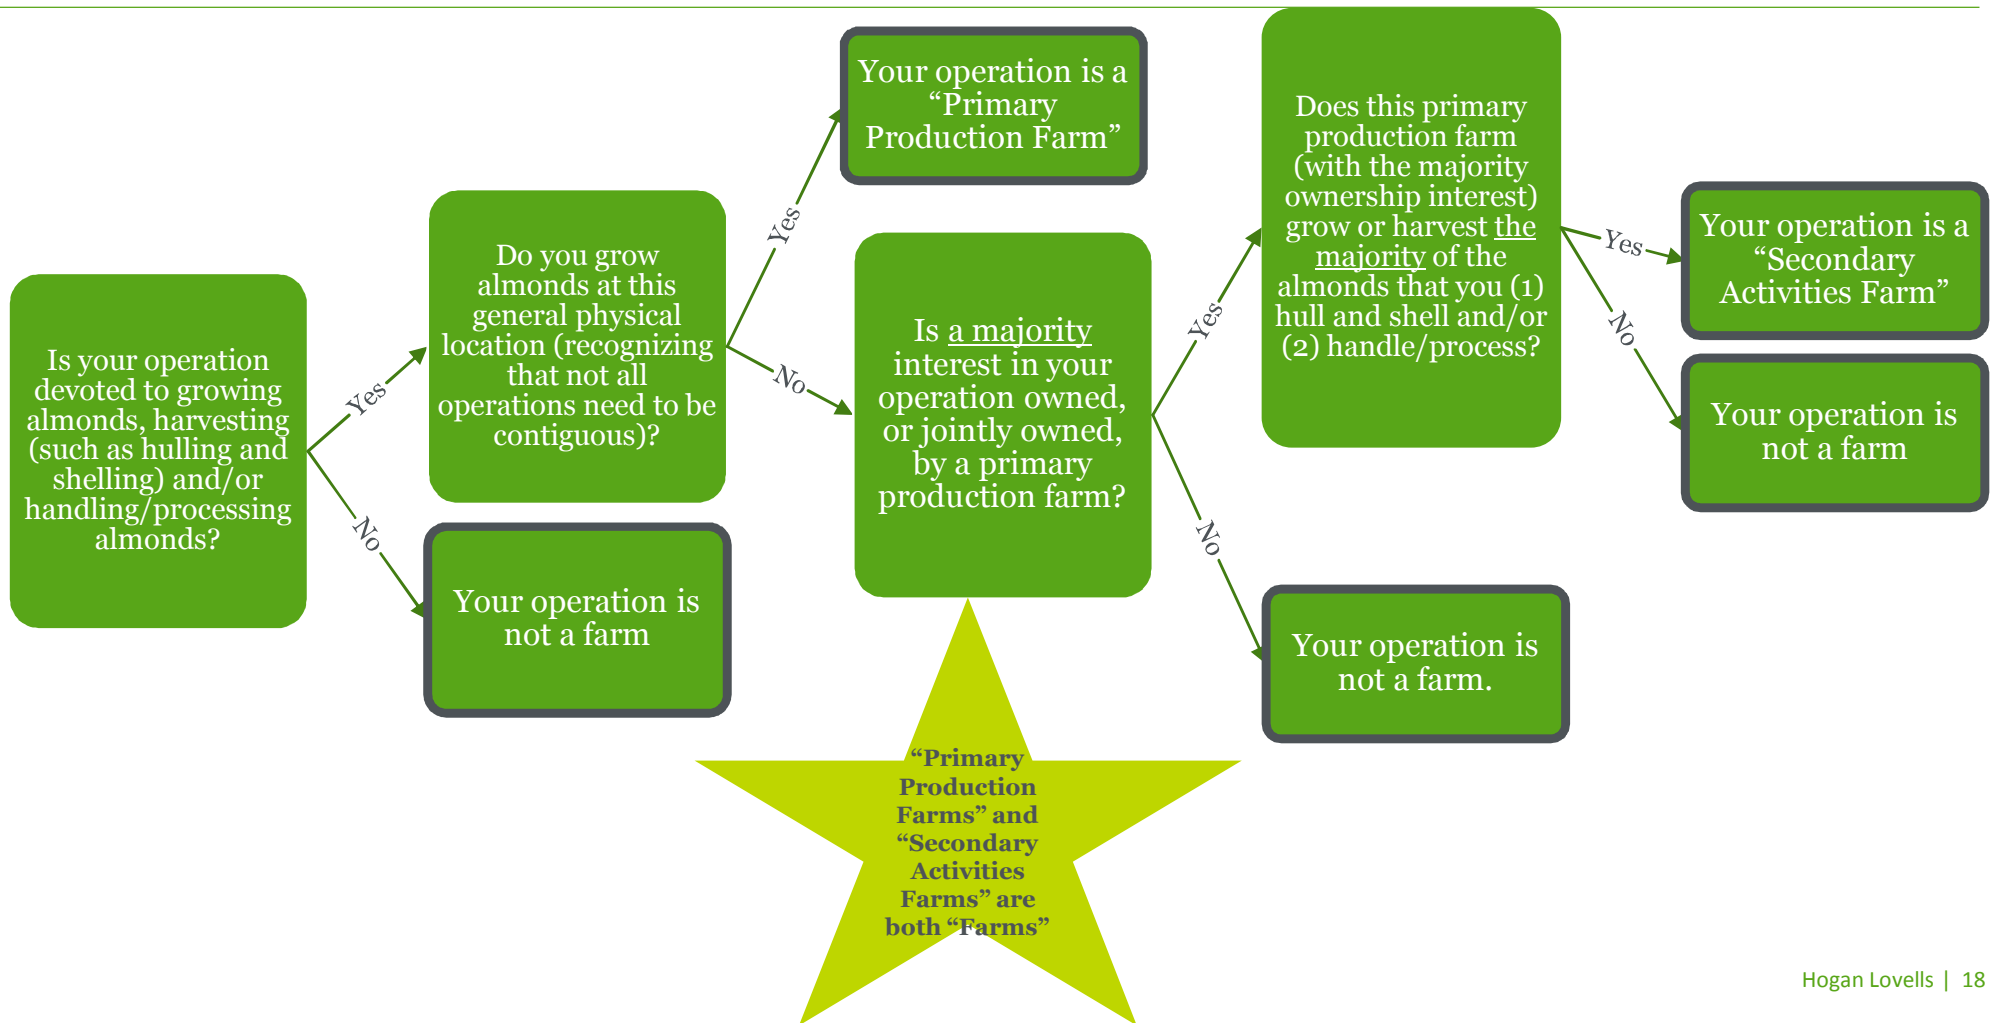 Is your operation
devoted to growing
almonds, harvesting
(such as hulling and
shelling) and/or
handling/processing
almonds?
Yes
No
Do you grow
almonds at this
general physical
location (recognizing
that not all
operations need to be
contiguous)?
Your operation is
not a farm
Yes
No
Your operation is a
“Primary
Production Farm”
Is a majority
interest in your
operation owned,
or jointly owned,
by a primary
production farm?
Yes
No
Does this primary
production farm
(with the majority
ownership interest)
grow or harvest the
majority of the
almonds that you (1)
hull and shell and/or
(2) handle/process?
Your operation is
not a farm.
Yes
No
Your operation is a
“Secondary
Activities Farm”
Your operation is
not a farm
“Primary
Production
Farms” and
“Secondary
Activities
Farms” are
both “Farms”
Hogan Lovells | 18